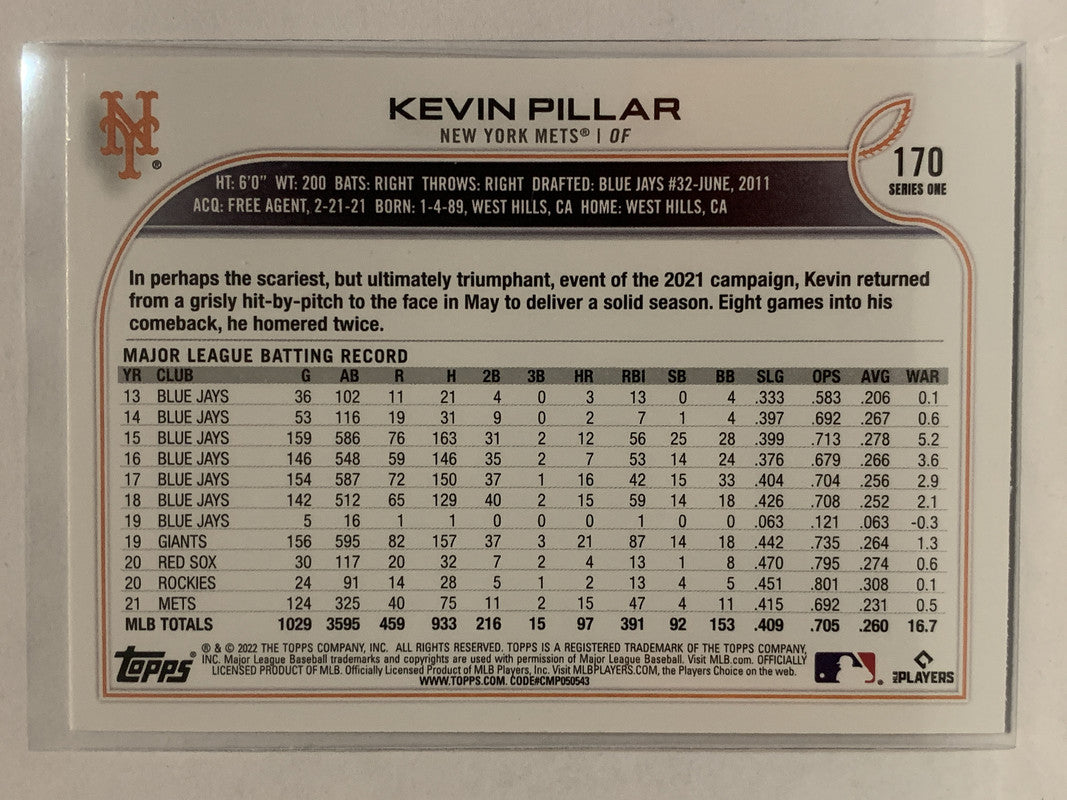 NY ®
KEVIN PILLAR
NEW YORK METS® | OF
170
SERIES ONE
HT: 6'0" WT: 200 BATS: RIGHT THROWS: RIGHT DRAFTED: BLUE JAYS #32-JUNE, 2011
ACQ: FREE AGENT, 2-21-21 BORN: 1-4-89, WEST HILLS, CA HOME: WEST HILLS, CA
In perhaps the scariest, but ultimately triumphant, event of the 2021 campaign, Kevin returned
from a grisly hit-by-pitch to the face in May to deliver a solid season. Eight games into his
comeback, he homered twice.
MAJOR LEAGUE BATTING RECORD
YR CLUB G AB R H 2B 3B HR RBI SB BB SLG OPS AVG WAR
13 BLUE JAYS 36 102 11 21 4 0 3 13 0 4 .333 .583 .206 0.1
14 BLUE JAYS 53 116 19 31 9 0 2 7 1 4 .397 .692 .267 0.6
15 BLUE JAYS 159 586 76 163 31 2 12 56 25 28 .399 .713 .278 5.2
16 BLUE JAYS 146 548 59 146 35 2 7 53 14 24 .376 .679 .266 3.6
17 BLUE JAYS 154 587 72 150 37 1 16 42 15 33 .404 .704 .256 2.9
18 BLUE JAYS 142 512 65 129 40 2 15 59 14 18 .426 .708 .252 2.1
19 BLUE JAYS 5 16 1 1 0 0 0 1 0 0 .063 .121 .063 -0.3
19 GIANTS 156 595 82 157 37 3 21 87 14 18 .442 .735 .264 1.3
20 RED SOX 30 117 20 32 7 2 4 13 1 8 .470 .795 .274 0.6
20 ROCKIES 24 91 14 28 5 1 2 13 4 5 .451 .801 .308 0.1
21 METS 124 325 40 75 11 2 15 47 4 11 .415 .692 .231 0.5
MLB TOTALS 1029 3595 459 933 216 15 97 391 92 153 .409 .705 .260 16.7
Topps®
® & © 2022 THE TOPPS COMPANY, INC. ALL RIGHTS RESERVED. TOPPS IS A REGISTERED TRADEMARK OF THE TOPPS COMPANY,
INC. Major League Baseball trademarks and copyrights are used with permission of Major League Baseball. Visit MLB.com. OFFICIALLY
LICENSED PRODUCT OF MLB. Officially Licensed Product of MLB Players, Inc. Visit MLBPLAYERS.COM, the Players Choice on the web.
WWW.TOPPS.COM. CODE#CMP050543
MLB PLAYERS